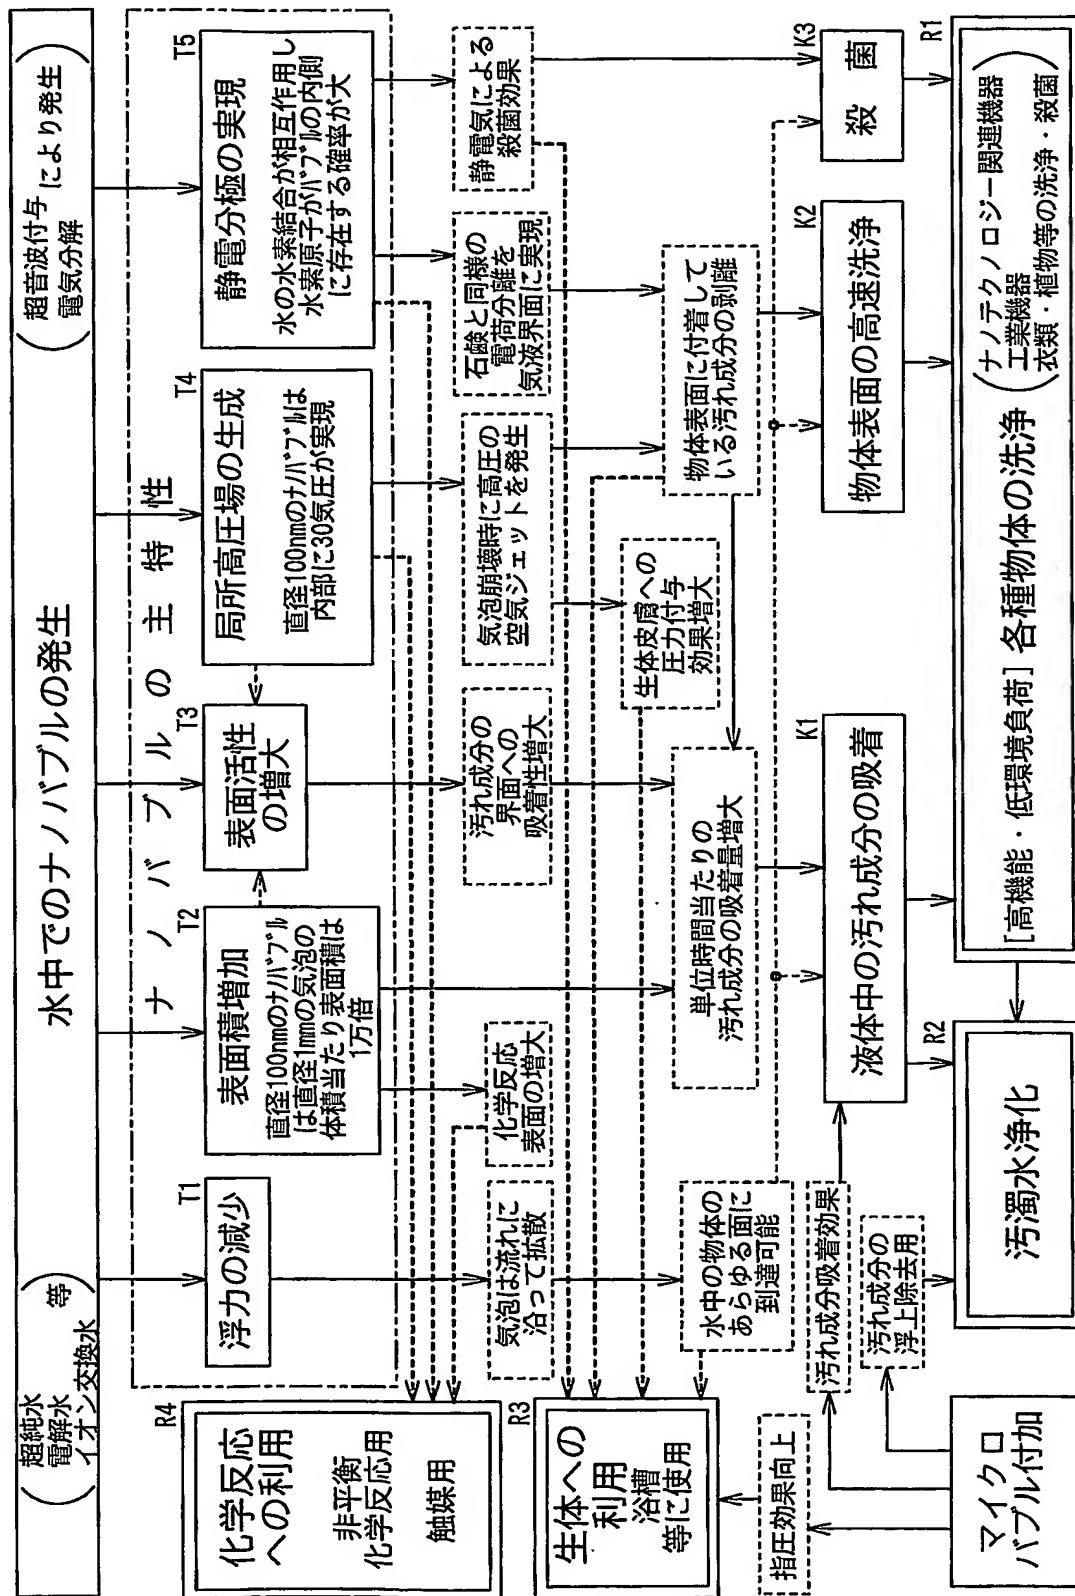 水中でのナノバブルの発生
超純水
電解水
イオン交換水
等
超音波付与
電気分解
により発生
ナノバブルの主特性
T1
浮力の減少
T2
表面積増加
直径100nmのナノバブル
は直径1mmの気泡の
体積当たり表面積は
1万倍
T3
表面活性
の増大
T4
局所高圧場の生成
直径100nmのナノバブルは
内部に30気圧が実現
T5
静電分極の実現
水の水素結合が相互作用し
水素原子がバブルの内側
に存在する確率が大
R4
化学反応
への利用
非平衡
化学反応用
触媒用
気泡は流れに
沿って拡散
化学反応
表面の増大
汚れ成分の
界面への
吸着性増大
気泡崩壊時に高圧の
空気ジェットを発生
石鹸と同様の
電荷分離を
気液界面に実現
静電気による
殺菌効果
R3
生体への
利用
浴槽
等に使用
水中の物体の
あらゆる面に
到達可能
単位時間当たりの
汚れ成分の吸着量増大
生体皮膚への
圧力付与
効果増大
物体表面に付着して
いる汚れ成分の剥離
指圧効果向上
汚れ成分吸着効果
汚れ成分の
浮上除去用
K1
液体中の汚れ成分の吸着
K2
物体表面の高速洗浄
K3
殺菌
マイクロ
バブル付加
R2
汚濁水浄化
R1
[高機能・低環境負荷]各種物体の洗浄
ナノテクノロジー関連機器
工業機器
衣類・植物等の洗浄・殺菌